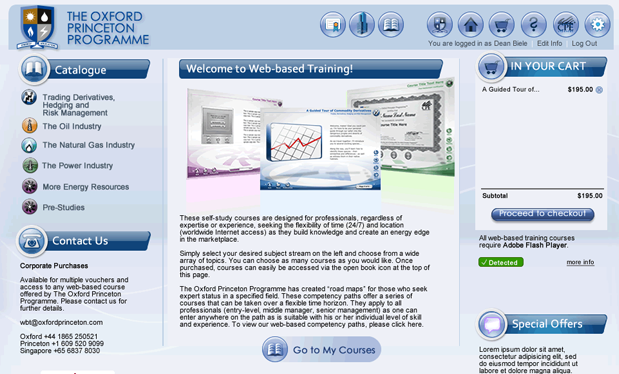 THE OXFORD
PRINCETON
PROGRAMME
CPE
You are logged in as Dean Biele | Edit Info | Log Out
Catalogue
Trading Derivatives,
Hedging and
Risk Management
The Oil Industry
The Natural Gas Industry
The Power Industry
More Energy Resources
Pre-Studies
Contact Us
Corporate Purchases
Available for multiple vouchers and
access to any web-based course
offered by The Oxford Princeton
Programme. Please contact us for
further details.
wbt@oxfordprinceton.com
Oxford +44 1865 250521
Princeton +1 609 520 9099
Singapore +65 6837 8030
Welcome to Web-based Training!
A Guided Tour of Commodity Derivatives
Course Title Here
These self-study courses are designed for professionals, regardless of
expertise or experience, seeking the flexibility of time (24/7) and location
(worldwide Internet access) as they build knowledge and create an energy edge
in the marketplace.
Simply select your desired subject stream on the left and choose from a wide
array of topics. You can choose as many courses as you would like. Once
purchased, courses can easily be accessed via the open book icon at the top of
this page.
The Oxford Princeton Programme has created "road maps" for those who seek
expert status in a specified field. These competency paths offer a series of
courses that can be taken over a flexible time horizon. They apply to all
professionals (entry-level, middle manager, senior management) as one can
enter anywhere on the path as is suitable with his or her individual level of skill
and experience. To view our web-based competency paths, please click here.
Go to My Courses
IN YOUR CART
A Guided Tour of... $195.00
Subtotal $195.00
Proceed to checkout
All web-based training courses
require Adobe Flash Player.
Detected more info
Special Offers
Lorem ipsum dolor sit amet,
consectetur adipisicing elit, sed
do eiusmod tempor incididunt ut
labore et dolore magna aliqua.